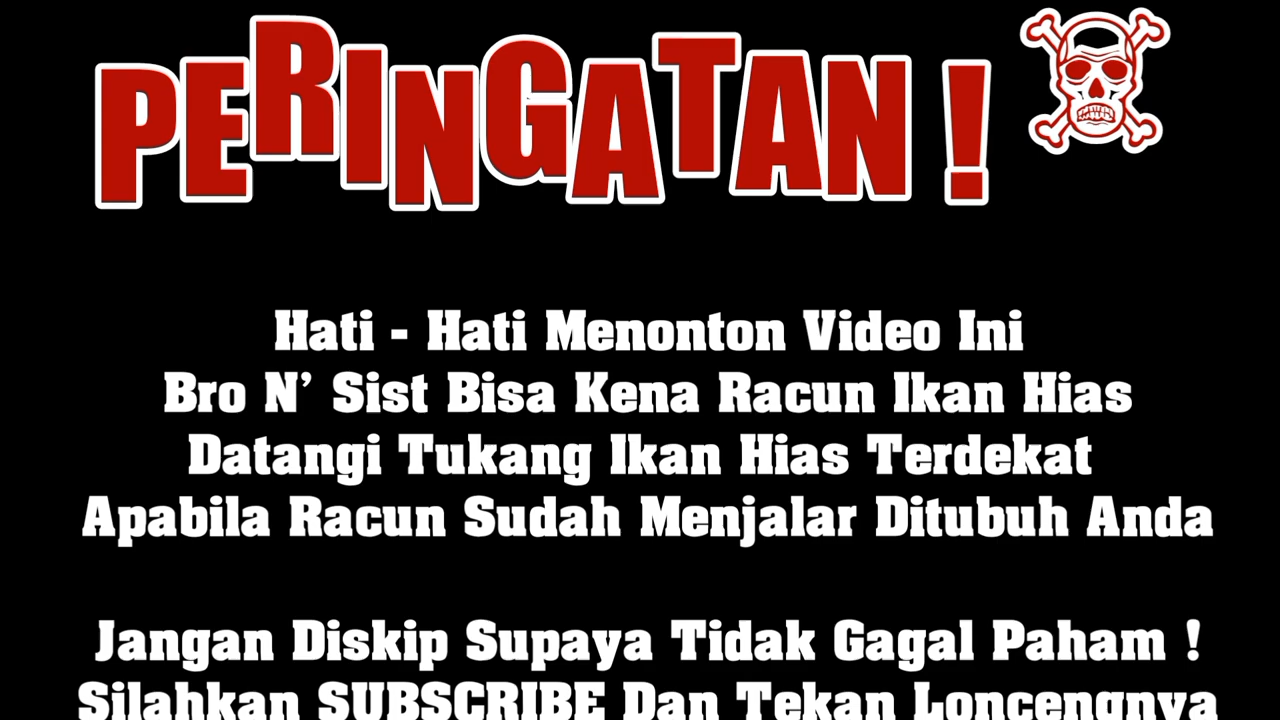 PERINGATAN !
Hati - Hati Menonton Video Ini
Bro N’ Sist Bisa Kena Racun Ikan Hias
Datangi Tukang Ikan Hias Terdekat
Apabila Racun Sudah Menjalar Ditubuh Anda
Jangan Diskip Supaya Tidak Gagal Paham !
Silahkan SUBSCRIBE Dan Tekan Loncengnya